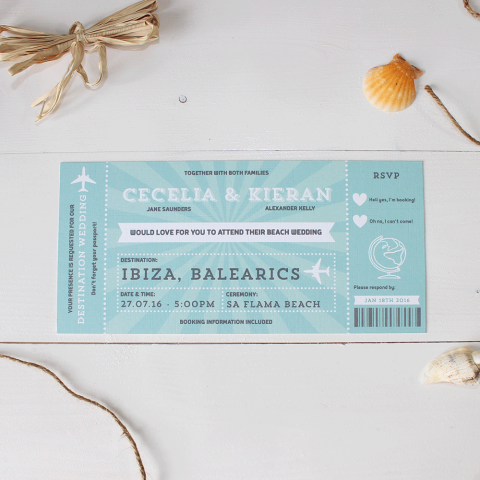 YOUR PRESENCE IS REQUESTED FOR OUR
DESTINATION WEDDING
Don't forget your passport!
TOGETHER WITH BOTH FAMILIES
CECELIA & KIERAN
JANE SAUNDERS
ALEXANDER KELLY
WOULD LOVE FOR YOU TO ATTEND THEIR BEACH WEDDING
DESTINATION:
IBIZA, BALEARICS
DATE & TIME:
27.07.16 - 5:00PM
CEREMONY:
SA FLAMA BEACH
BOOKING INFORMATION INCLUDED
RSVP
Hell yes, I'm booking!
Oh no, I can't come!
Please respond by:
JAN 18TH 2016